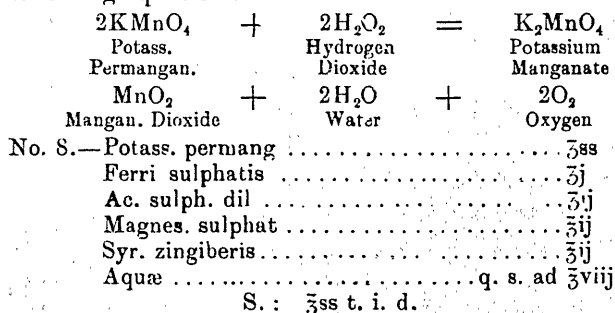 2KMnO₄ + 2H₂O₂ = K₂MnO₄
Potass. Hydrogen Potassium
Permangan. Dioxide Manganate
MnO₂ + 2H₂O + 2O₂
Mangan. Dioxide Water Oxygen
No. 8.—Potass. permang .................... ʒss
Ferri sulphatis .................... ʒj
Ac. sulph. dil .................... ʒij
Magnes. sulphat .................... ℥ij
Syr. zingiberis .................... ℥ij
Aquæ .................... q. s. ad ℥viij
S.: ℥ss t. i. d.